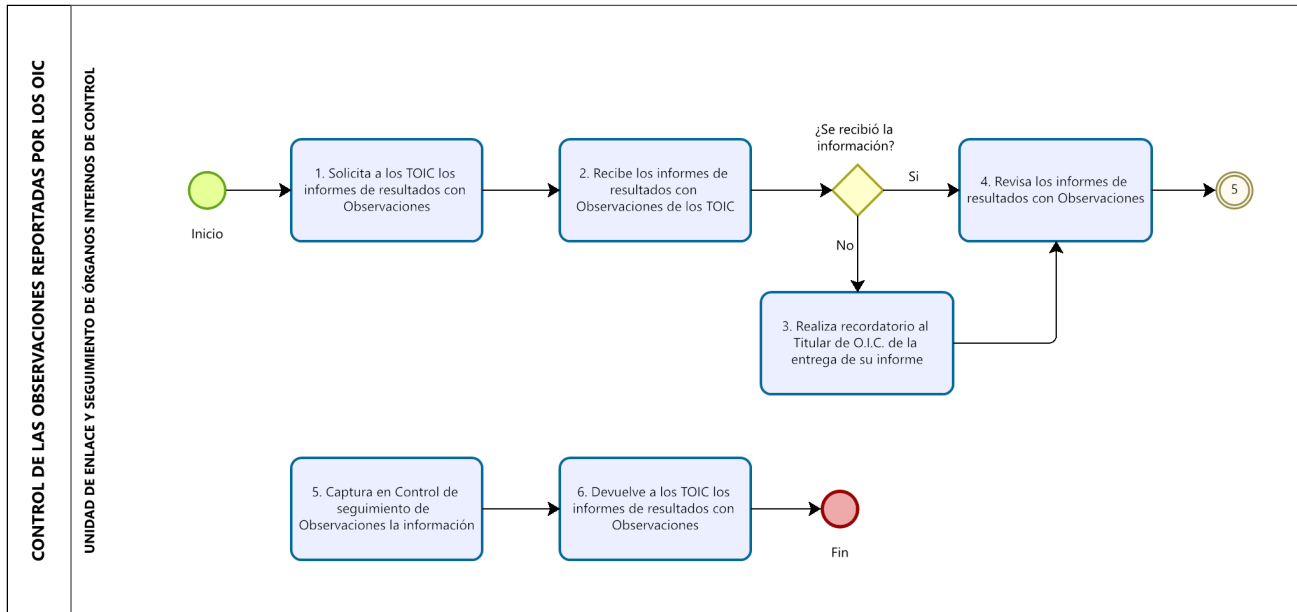 CONTROL DE LAS OBSERVACIONES REPORTADAS POR LOS OIC
UNIDAD DE ENLACE Y SEGUIMIENTO DE ÓRGANOS INTERNOS DE CONTROL
Inicio
1. Solicita a los TOIC los
informes de resultados con
Observaciones
2. Recibe los informes de
resultados con
Observaciones de los TOIC
¿Se recibió la
información?
Si
No
3. Realiza recordatorio al
Titular de O.I.C. de la
entrega de su informe
4. Revisa los informes de
resultados con Observaciones
5
5. Captura en Control de
seguimiento de
Observaciones la información
6. Devuelve a los TOIC los
informes de resultados con
Observaciones
Fin